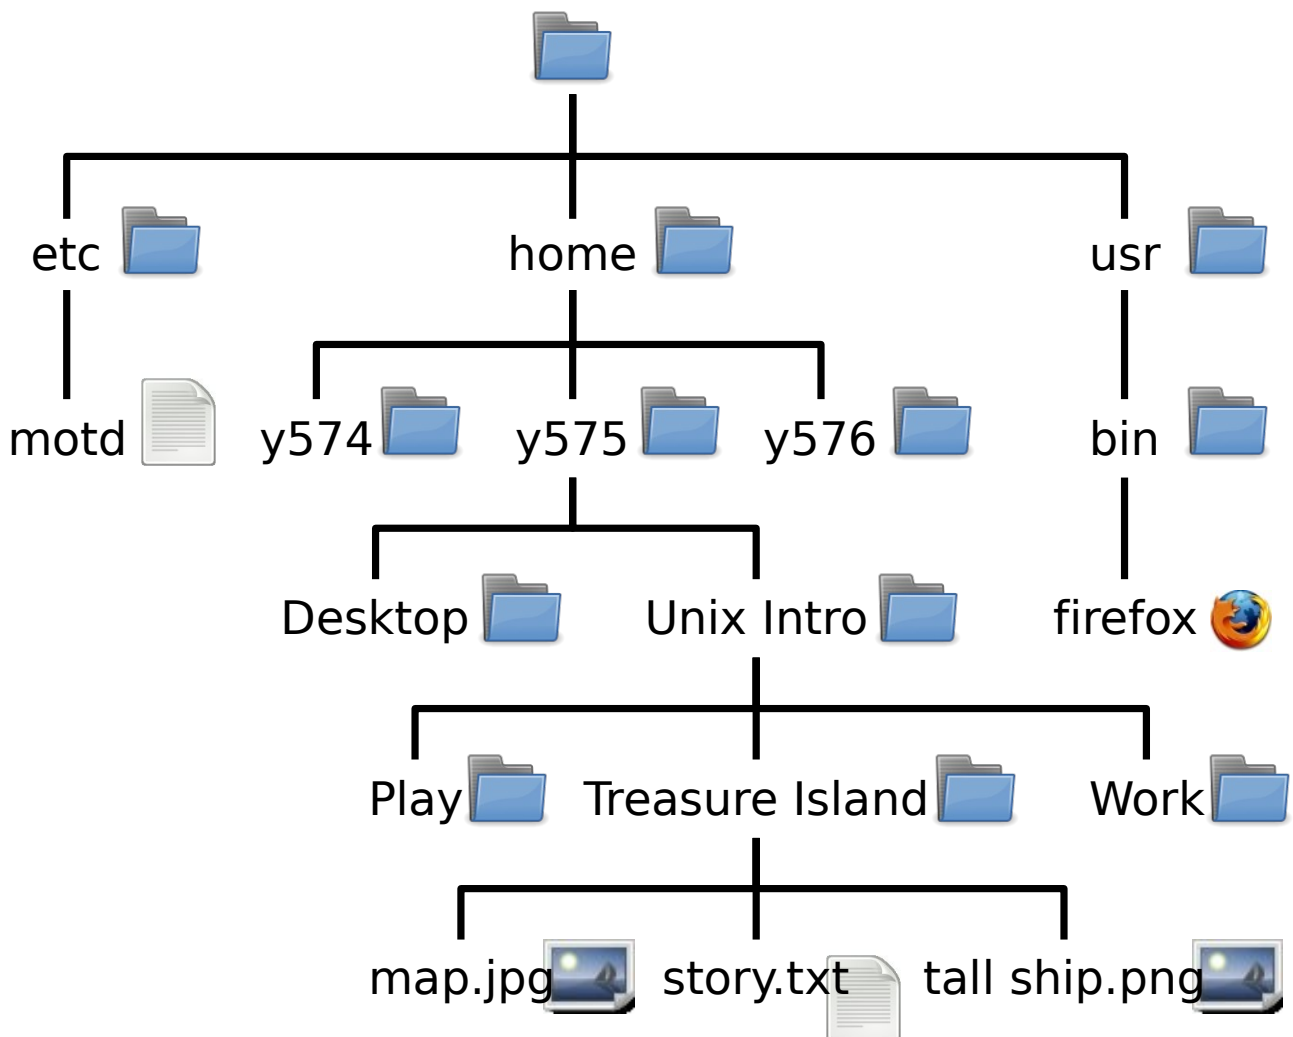 etc home usr
motd y574 y575 y576 bin
Desktop Unix Intro firefox
Play Treasure Island Work
map.jpg story.txt tall ship.png